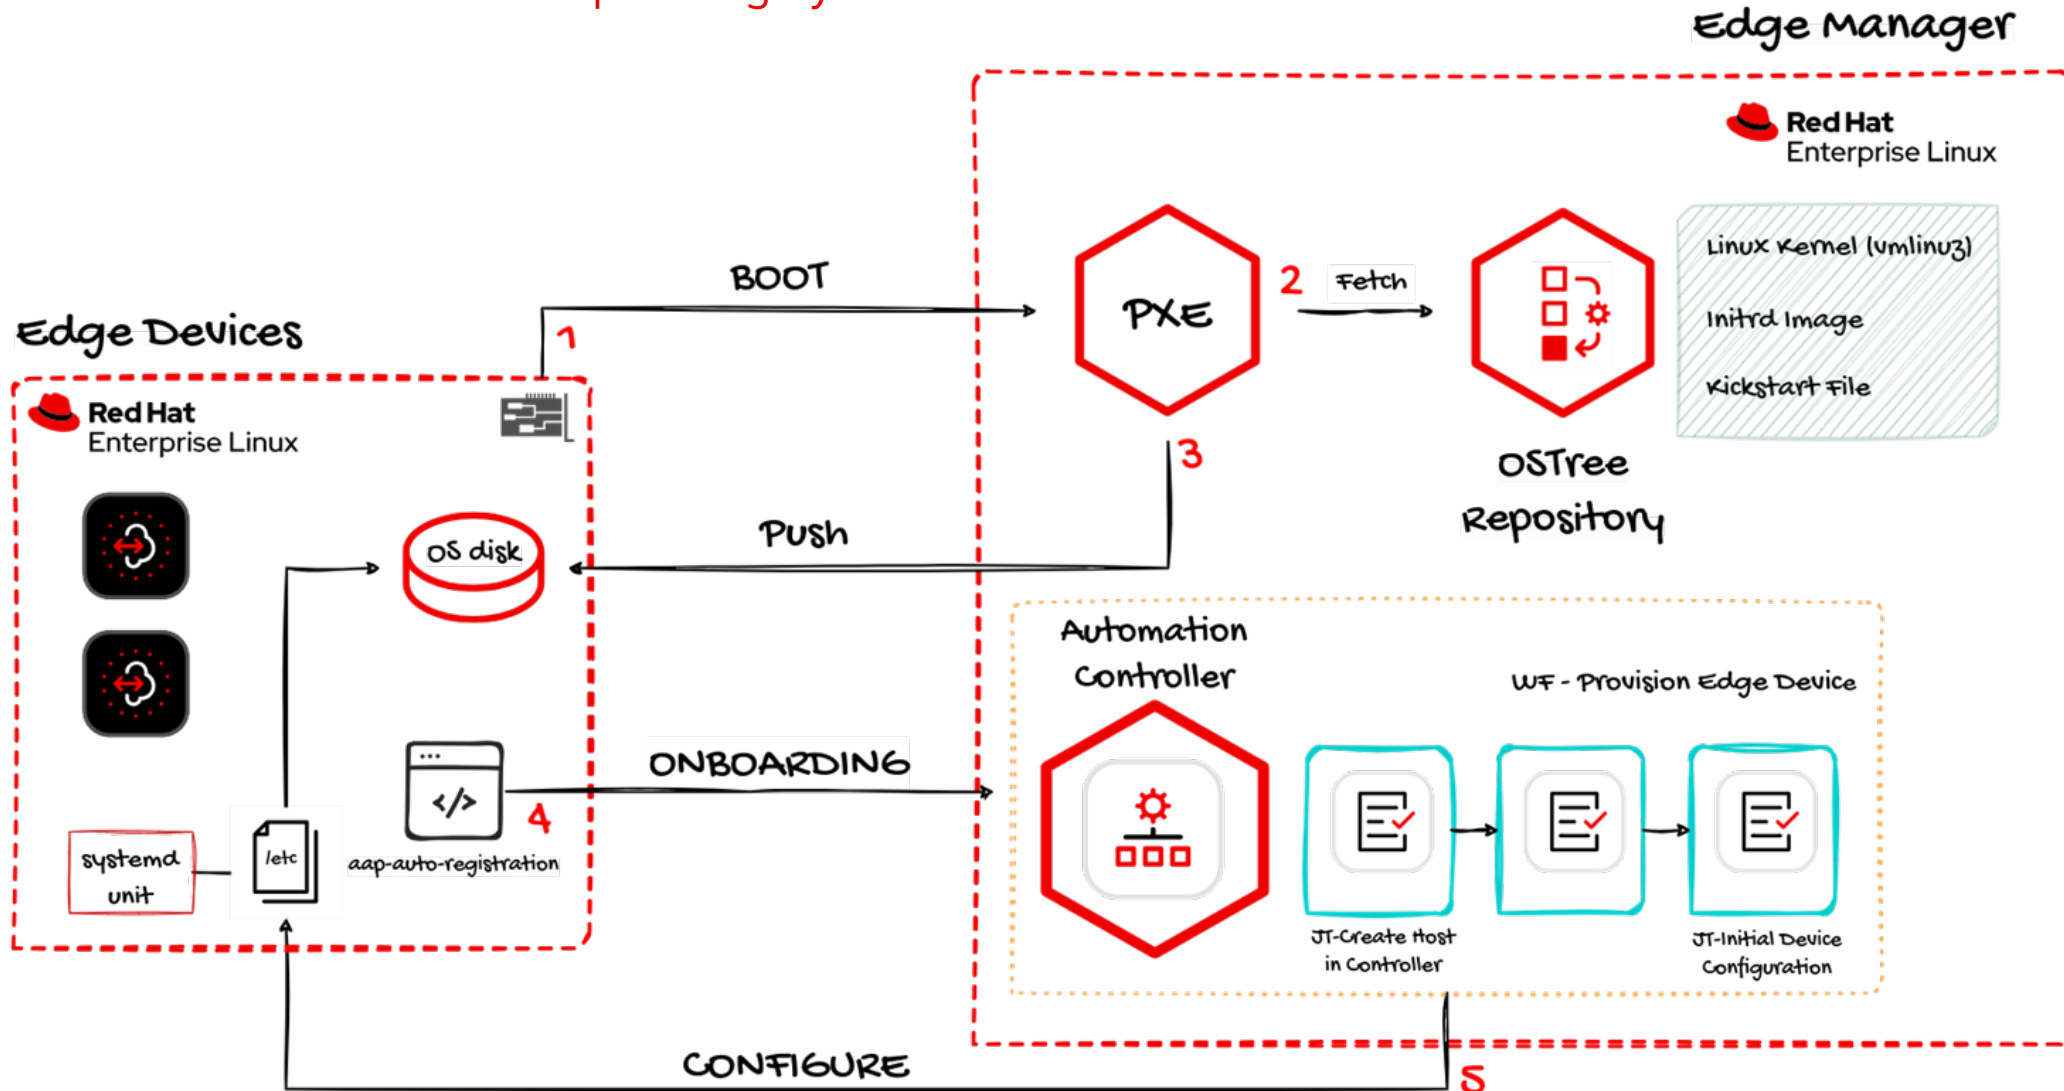 Edge Manager
Red Hat
Enterprise Linux
Linux Kernel (vmlinuz)
Initrd Image
Kickstart File
BOOT
1
PXE
2
Fetch
OSTree
Repository
3
Push
Edge Devices
Red Hat
Enterprise Linux
OS disk
systemd
unit
/etc
</>
aap-auto-registration
4
ONBOARDING
Automation
Controller
WF - Provision Edge Device
JT-Create Host
in Controller
JT-Initial Device
Configuration
CONFIGURE
5